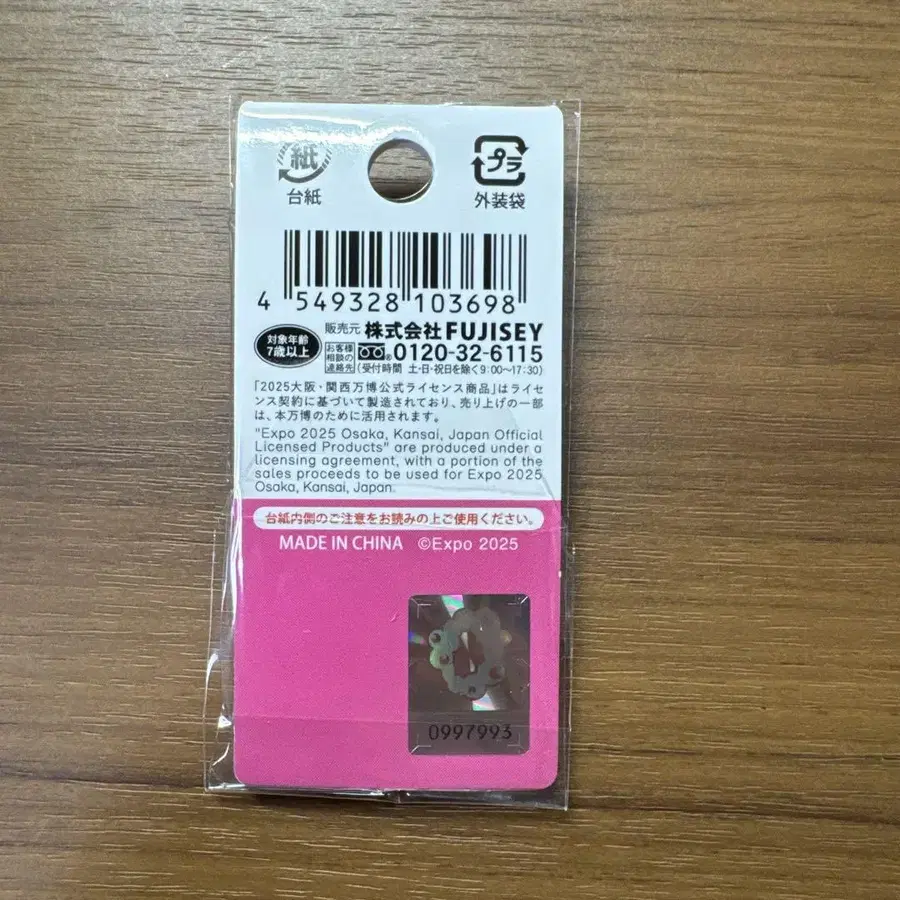 紙
台紙
プラ
外装袋
4 549328 103698
対象年齢
7歳以上
販売元 株式会社FUJISEY
お客様
相談の
連絡先
0120-32-6115
(受付時間 土・日・祝日を除く9:00〜17:30)
「2025大阪・関西万博公式ライセンス商品」はライセ
ンス契約に基づいて製造されており、売り上げの一部
は、本万博のために活用されます。
"Expo 2025 Osaka, Kansai, Japan Official
Licensed Products" are produced under a
licensing agreement, with a portion of the
sales proceeds to be used for Expo 2025
Osaka, Kansai, Japan.
台紙内側のご注意をお読みの上ご使用ください。
MADE IN CHINA ©Expo 2025
0997993